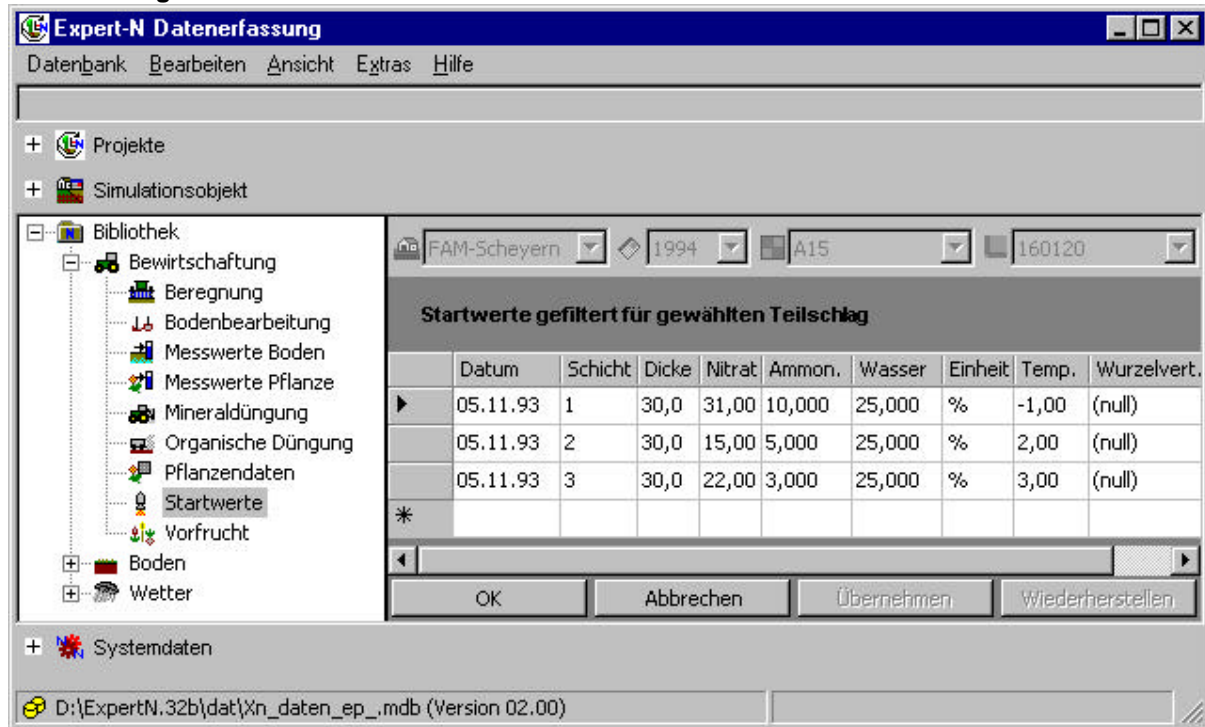 Expert-N Datenerfassung
Datenbank Bearbeiten Ansicht Extras Hilfe
Projekte
Simulationsobjekt
Bibliothek
Bewirtschaftung
Beregnung
Bodenbearbeitung
Messwerte Boden
Messwerte Pflanze
Mineraldüngung
Organische Düngung
Pflanzendaten
Startwerte
Vorfrucht
Boden
Wetter
FAM-Scheyern 1994 A15 160120
Startwerte gefiltert für gewählten Teilschlag
Datum Schicht Dicke Nitrat Ammon. Wasser Einheit Temp. Wurzelvert.
05.11.93 1 30,0 31,00 10,000 25,000 % -1,00 (null)
05.11.93 2 30,0 15,00 5,000 25,000 % 2,00 (null)
05.11.93 3 30,0 22,00 3,000 25,000 % 3,00 (null)
OK Abbrechen Übernehmen Wiederherstellen
Systemdaten
D:\ExpertN.32b\dat\Xn_daten_ep_.mdb (Version 02.00)